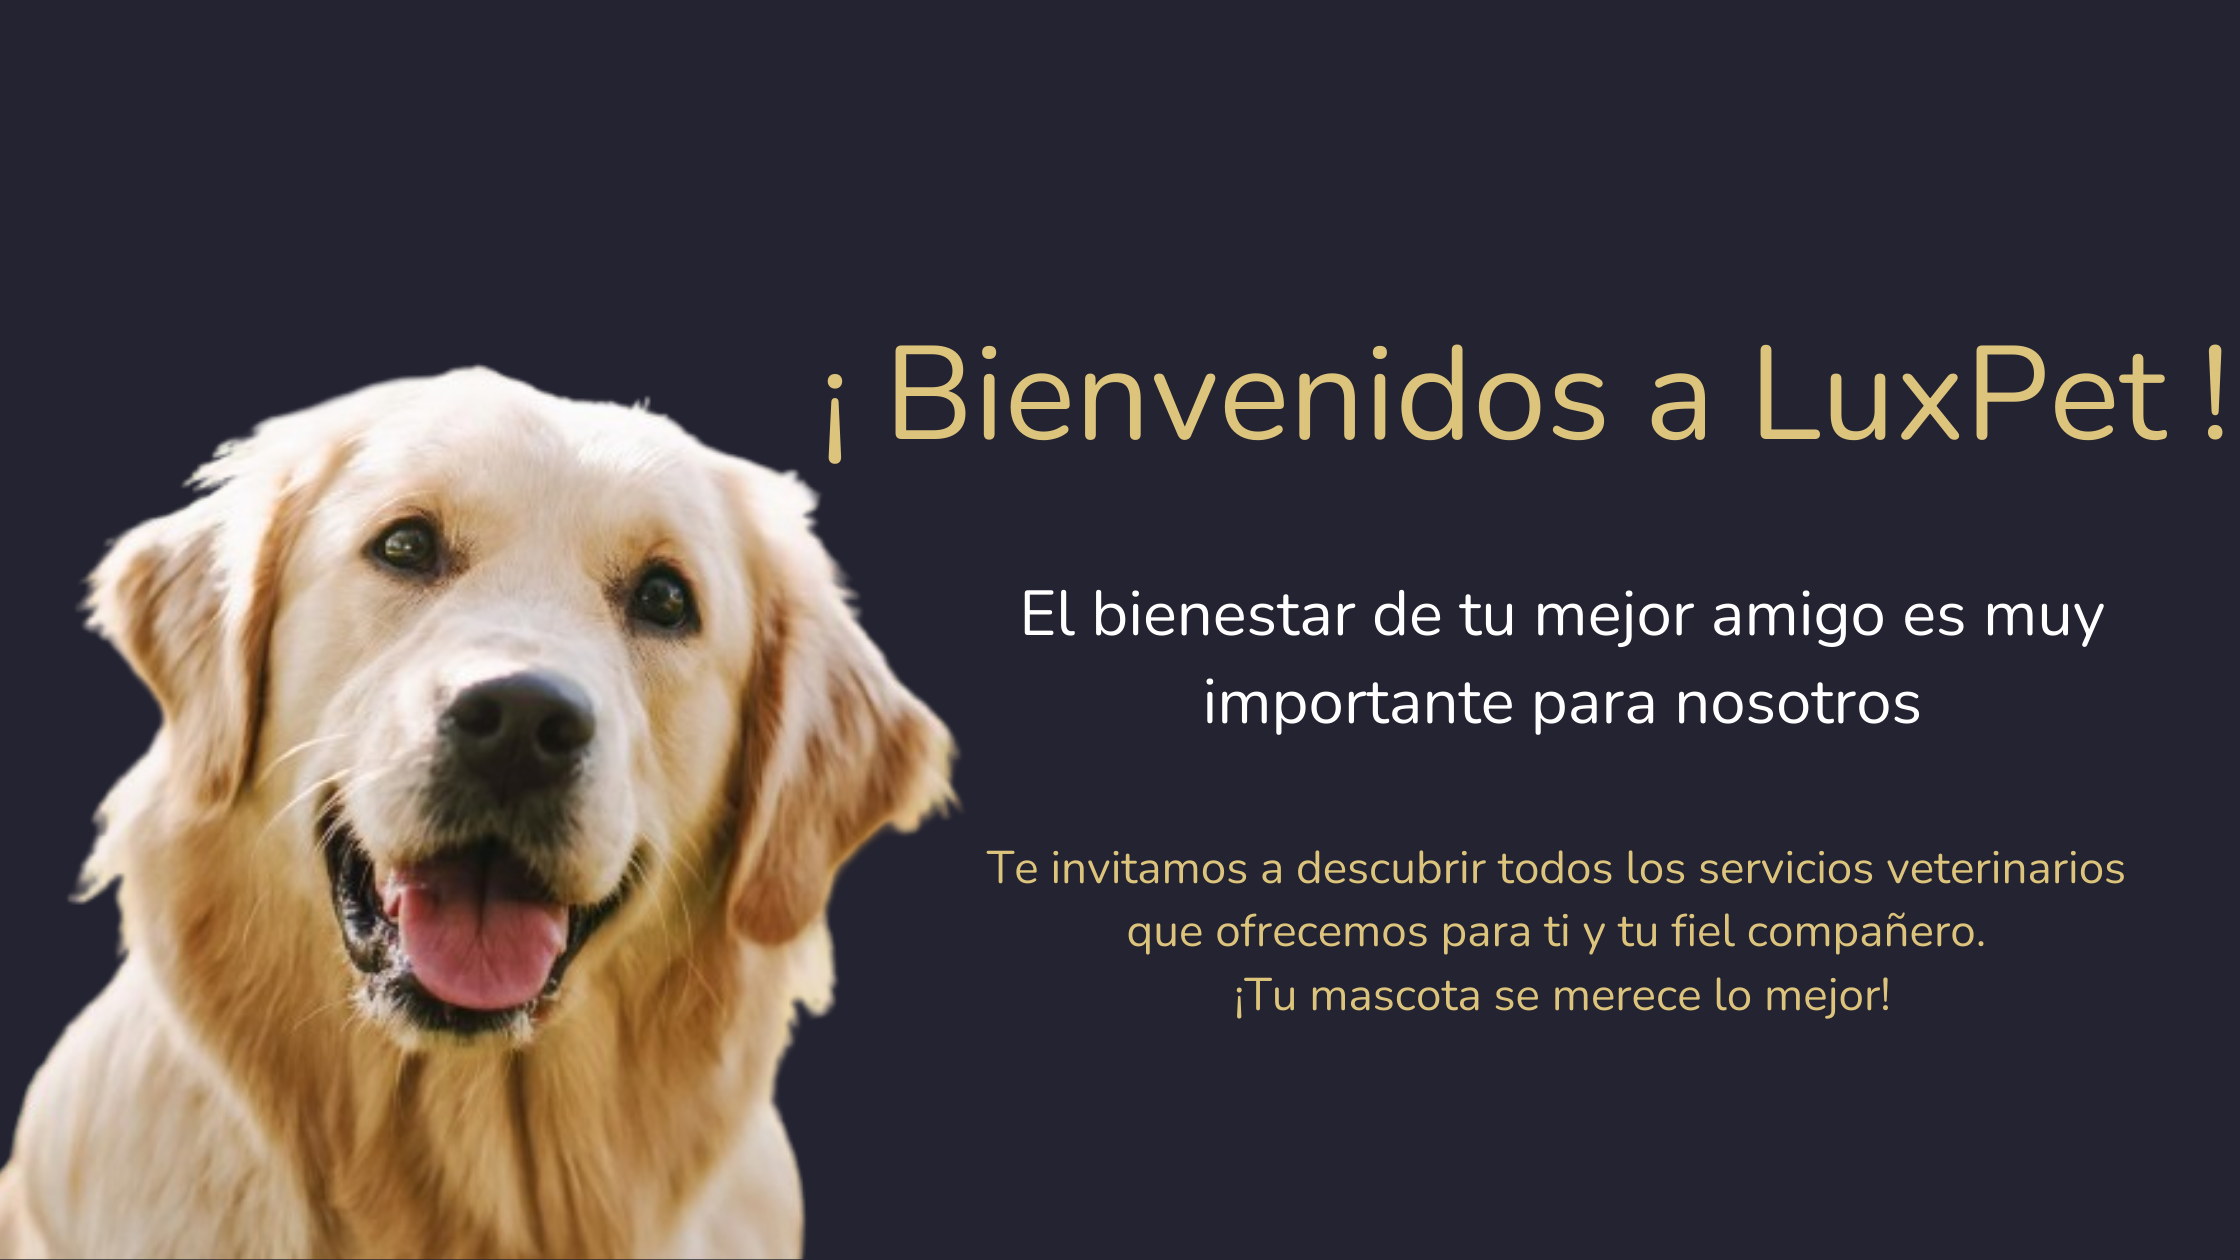 ¡ Bienvenidos a LuxPet !
El bienestar de tu mejor amigo es muy
importante para nosotros
Te invitamos a descubrir todos los servicios veterinarios
que ofrecemos para ti y tu fiel compañero.
¡Tu mascota se merece lo mejor!